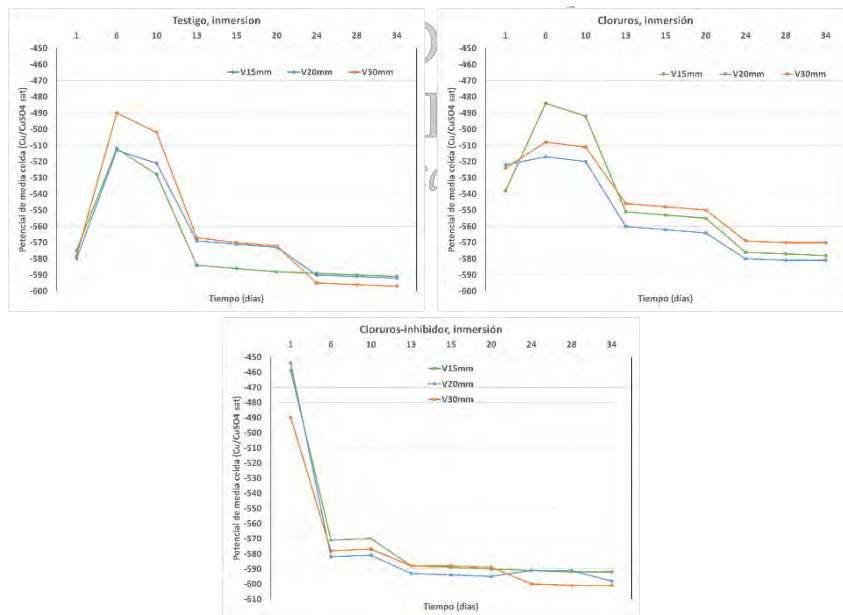 Testigo, inmersion
1 6 10 13 15 20 24 28 34
-450
-460
-470
-480
-490
-500
-510
-520
-530
-540
-550
-560
-570
-580
-590
-600
V15mm V20mm V30mm
Potencial de media celda (Cu/CuSO4 sat)
Tiempo (días)
Cloruros, inmersión
1 6 10 13 15 20 24 28 34
-450
-460
-470
-480
-490
-500
-510
-520
-530
-540
-550
-560
-570
-580
-590
-600
V15mm V20mm V30mm
Potencial de media celda (Cu/CuSO4 sat)
Tiempo (días)
Cloruros-inhibidor, inmersión
1 6 10 13 15 20 24 28 34
-450
-460
-470
-480
-490
-500
-510
-520
-530
-540
-550
-560
-570
-580
-590
-600
-610
V15mm
V20mm
V30mm
Potencial de media celda (Cu/CuSO4 sat)
Tiempo (días)